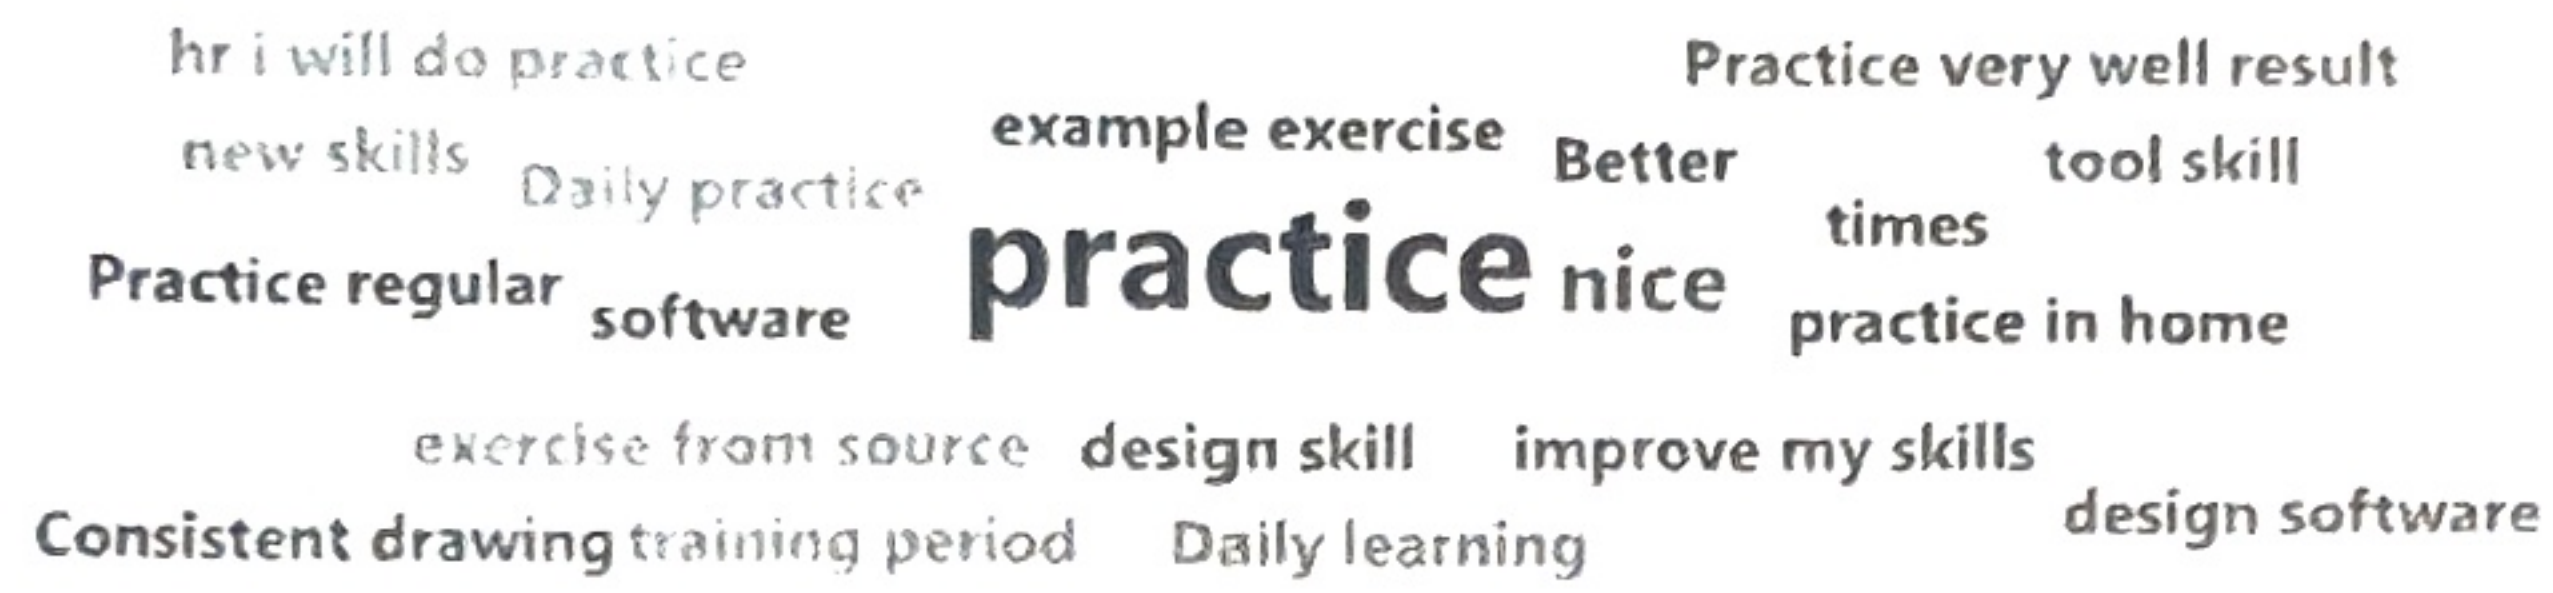 hr i will do practice
Practice very well result
example exercise
Better
tool skill
new skills
Daily practice
times
practice
nice
Practice regular
software
practice in home
exercise from source
design skill
improve my skills
design software
Consistent drawing
training period
Daily learning